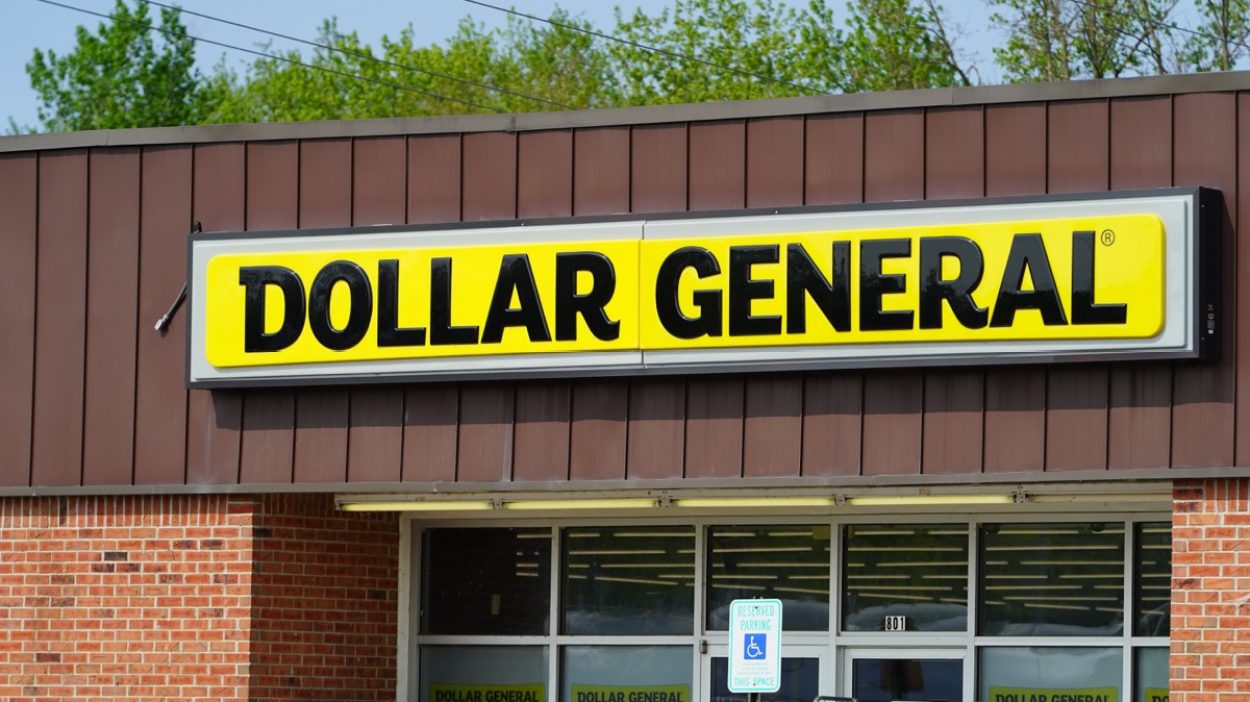 DOLLAR GENERAL®
801
RESERVED
PARKING
THIS SPACE
DOLLAR GENERAL
DOLLAR GENERAL
DOLLAR GENERAL